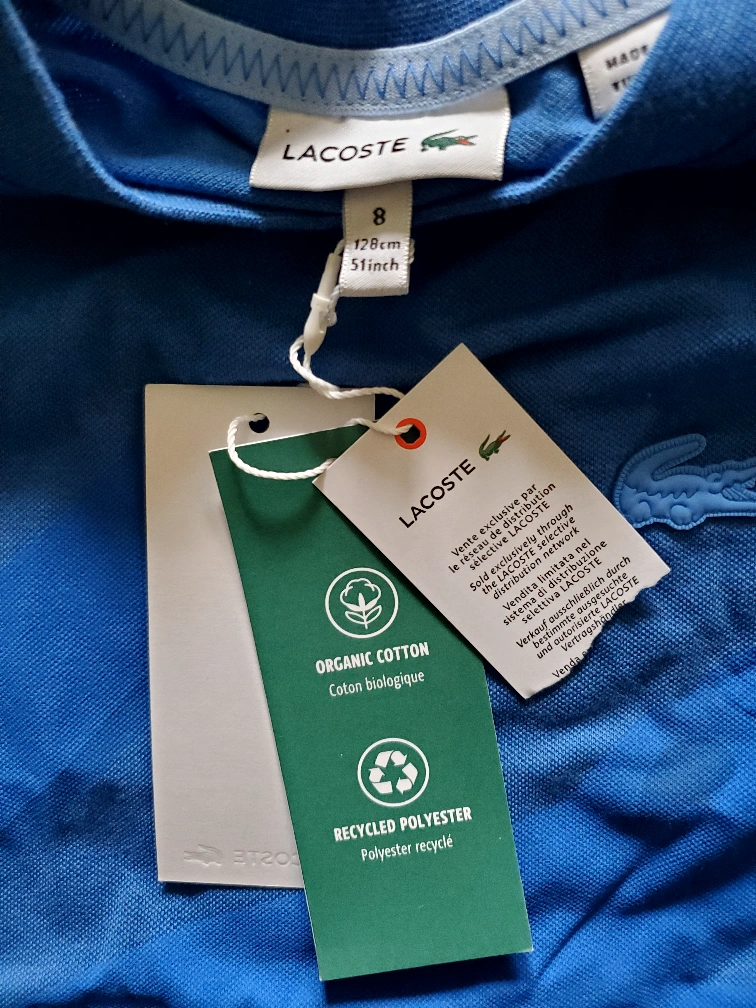 LACOSTE
MADE
8
128cm
51inch
LACOSTE
Vente exclusive par
le réseau de distribution
sélective LACOSTE
Sold exclusively through
the LACOSTE selective
distribution network
Vendita limitata nel
sistema di distribuzione
selettiva LACOSTE
Verkauf ausschließlich durch
bestimmte ausgesuchte
und autorisierte LACOSTE
Vertragshändler
Venda
ORGANIC COTTON
Coton biologique
RECYCLED POLYESTER
Polyester recyclé